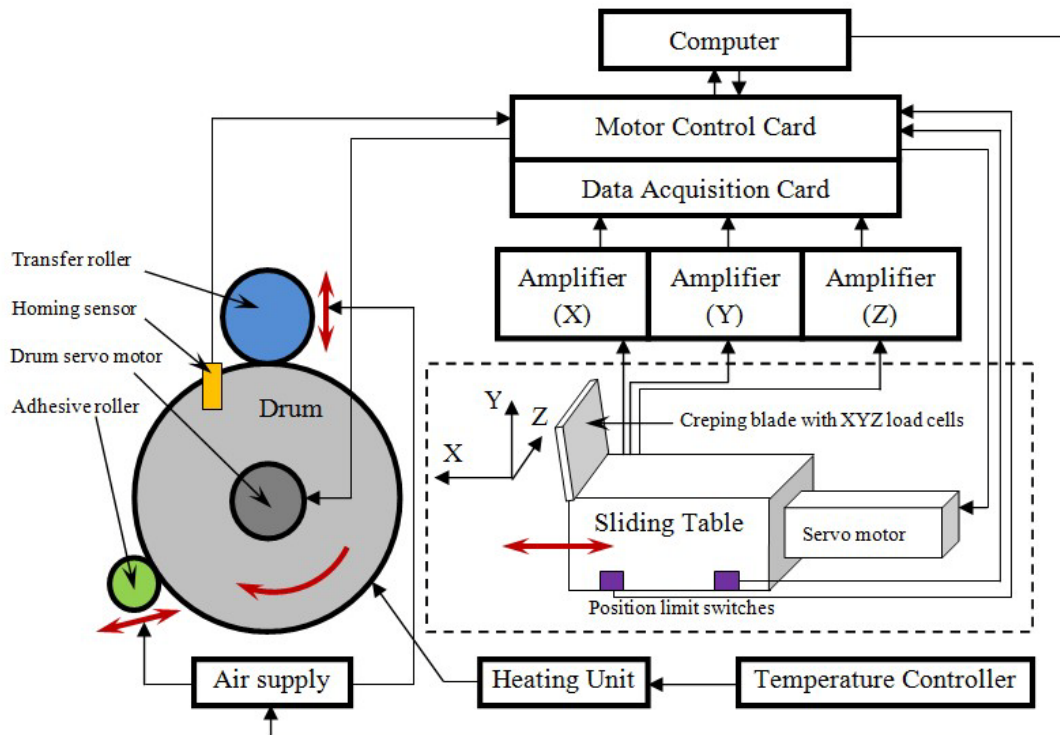 Computer
Motor Control Card
Data Acquisition Card
Amplifier
(X)
Amplifier
(Y)
Amplifier
(Z)
Transfer roller
Homing sensor
Drum servo motor
Adhesive roller
Drum
Y
Z
X
Creping blade with XYZ load cells
Sliding Table
Servo motor
Position limit switches
Air supply
Heating Unit
Temperature Controller